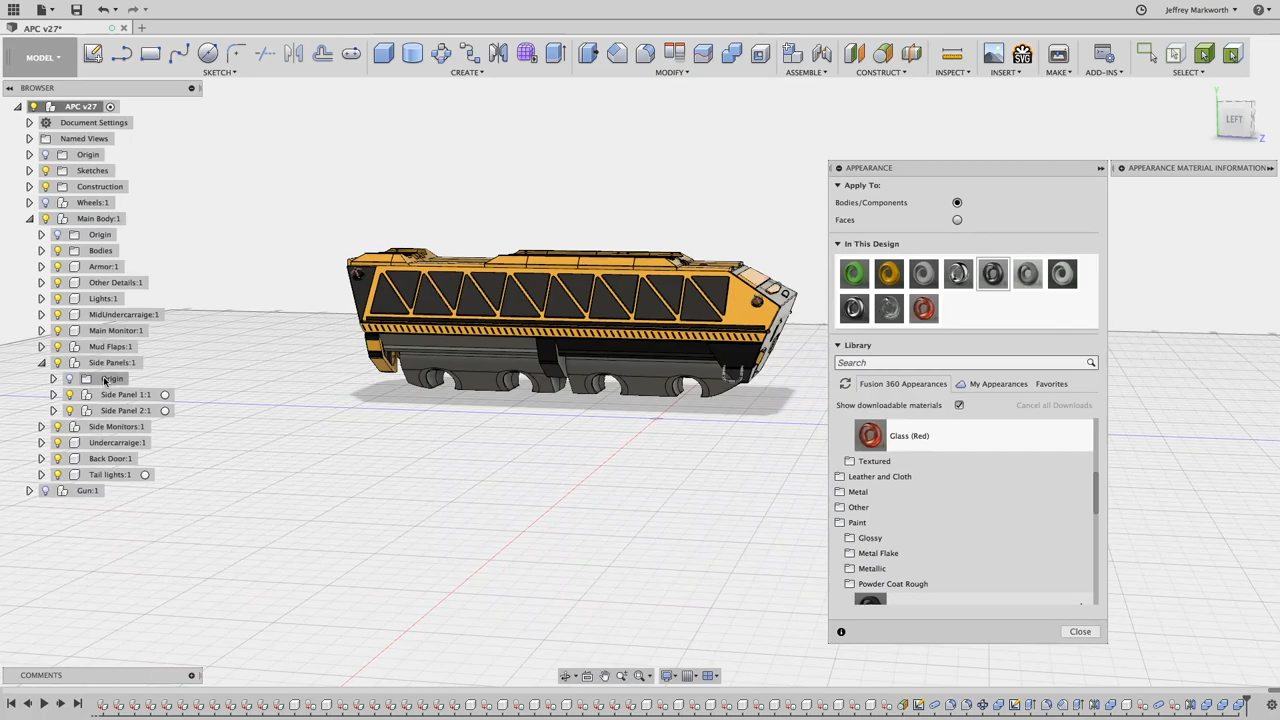 Jeffrey Markworth
APC v27*
MODEL
SKETCH
CREATE
MODIFY
ASSEMBLE
CONSTRUCT
INSPECT
SVG
INSERT
MAKE
ADD-INS
SELECT
BROWSER
APC v27
Document Settings
Named Views
Origin
Sketches
Construction
Wheels:1
Main Body:1
Origin
Bodies
Armor:1
Other Details:1
Lights:1
MidUndercarraige:1
Main Monitor:1
Mud Flaps:1
Side Panels:1
Origin
Side Panel 1:1
Side Panel 2:1
Side Monitors:1
Undercarraige:1
Back Door:1
Tail lights:1
Gun:1
Y
LEFT
Z
APPEARANCE
Apply To:
Bodies/Components
Faces
In This Design
Library
Search
Fusion 360 Appearances
My Appearances
Favorites
Show downloadable materials
Cancel all Downloads
Glass (Red)
Textured
Leather and Cloth
Metal
Other
Paint
Glossy
Metal Flake
Metallic
Powder Coat Rough
Close
APPEARANCE MATERIAL INFORMATION
COMMENTS